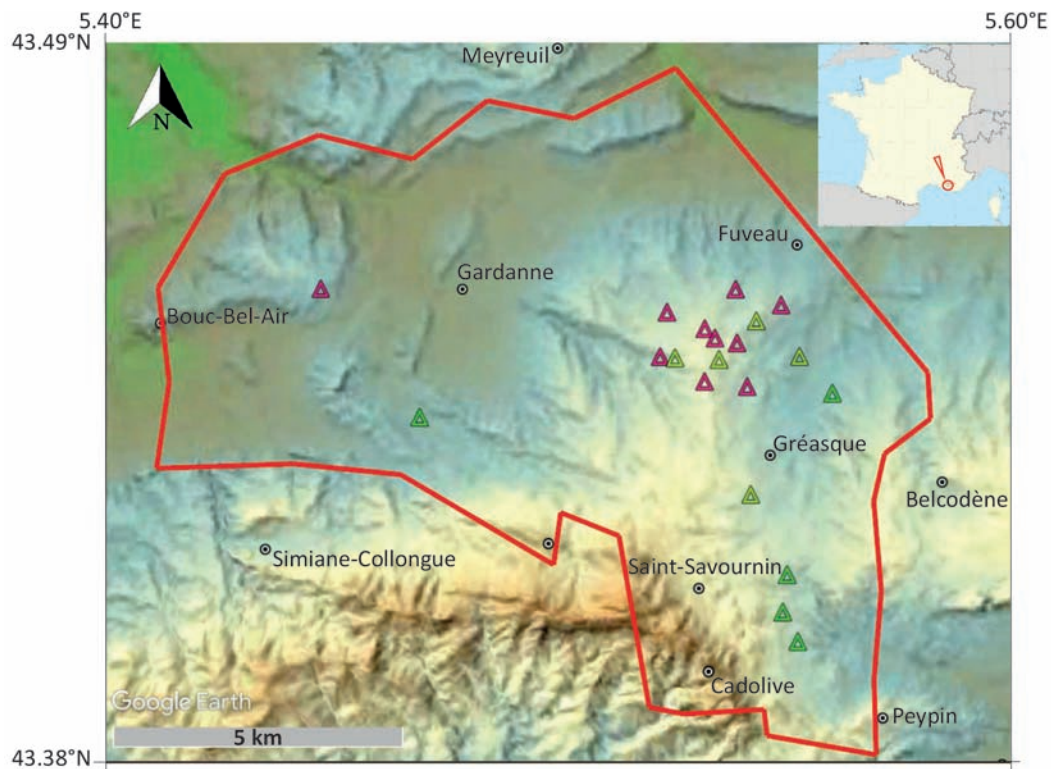 5.40°E
5.60°E
43.49°N
Meyreuil
N
Fuveau
Gardanne
Bouc-Bel-Air
Gréasque
Belcodène
Simiane-Collongue
Saint-Savournin
Cadolive
Google Earth
Peypin
5 km
43.38°N